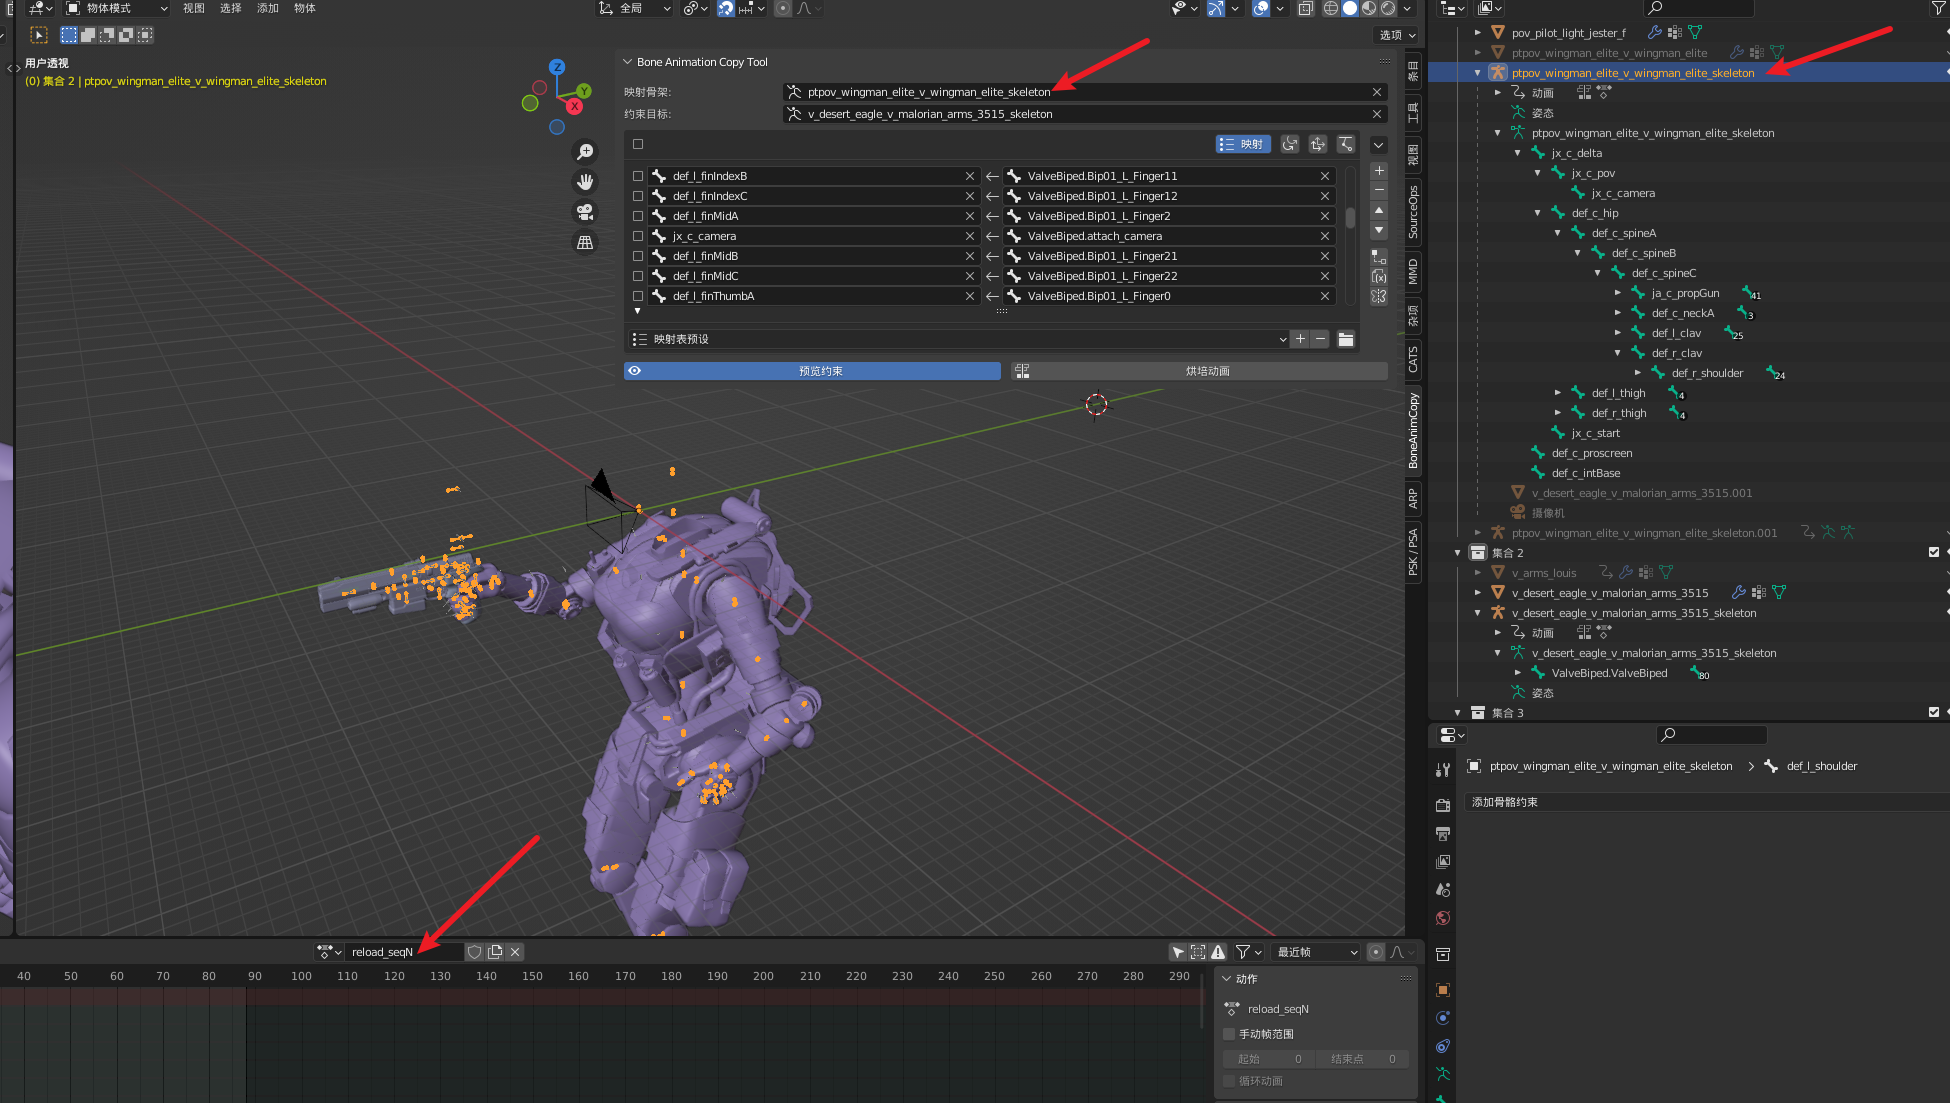 物体模式
视图
选择
添加
物体
全局
选项
用户透视
(0) 集合 2 | ptpov_wingman_elite_v_wingman_elite_skeleton
Z
Y
X
Bone Animation Copy Tool
映射骨架:
ptpov_wingman_elite_v_wingman_elite_skeleton
约束目标:
v_desert_eagle_v_malorian_arms_3515_skeleton
映射
def_l_finIndexB
ValveBiped.Bip01_L_Finger11
def_l_finIndexC
ValveBiped.Bip01_L_Finger12
def_l_finMidA
ValveBiped.Bip01_L_Finger2
jx_c_camera
ValveBiped.attach_camera
def_l_finMidB
ValveBiped.Bip01_L_Finger21
def_l_finMidC
ValveBiped.Bip01_L_Finger22
def_l_finThumbA
ValveBiped.Bip01_L_Finger0
映射表预设
预览约束
烘培动画
条目
工具
视图
SourceOps
MMD
杂项
CATS
BoneAnimCopy
ARP
PSK / PSA
pov_pilot_light_jester_f
ptpov_wingman_elite_v_wingman_elite
ptpov_wingman_elite_v_wingman_elite_skeleton
动画
姿态
ptpov_wingman_elite_v_wingman_elite_skeleton
jx_c_delta
jx_c_pov
jx_c_camera
def_c_hip
def_c_spineA
def_c_spineB
def_c_spineC
ja_c_propGun
41
def_c_neckA
3
def_l_clav
25
def_r_clav
def_r_shoulder
24
def_l_thigh
4
def_r_thigh
4
jx_c_start
def_c_proscreen
def_c_intBase
v_desert_eagle_v_malorian_arms_3515.001
摄像机
ptpov_wingman_elite_v_wingman_elite_skeleton.001
集合 2
v_arms_louis
v_desert_eagle_v_malorian_arms_3515
v_desert_eagle_v_malorian_arms_3515_skeleton
动画
v_desert_eagle_v_malorian_arms_3515_skeleton
ValveBiped.ValveBiped
80
姿态
集合 3
ptpov_wingman_elite_v_wingman_elite_skeleton
def_l_shoulder
添加骨骼约束
reload_seqN
最近帧
40 50 60 70 80 90 100 110 120 130 140 150 160 170 180 190 200 210 220 230 240 250 260 270 280 290
动作
reload_seqN
手动帧范围
起始 0
结束点 0
循环动画